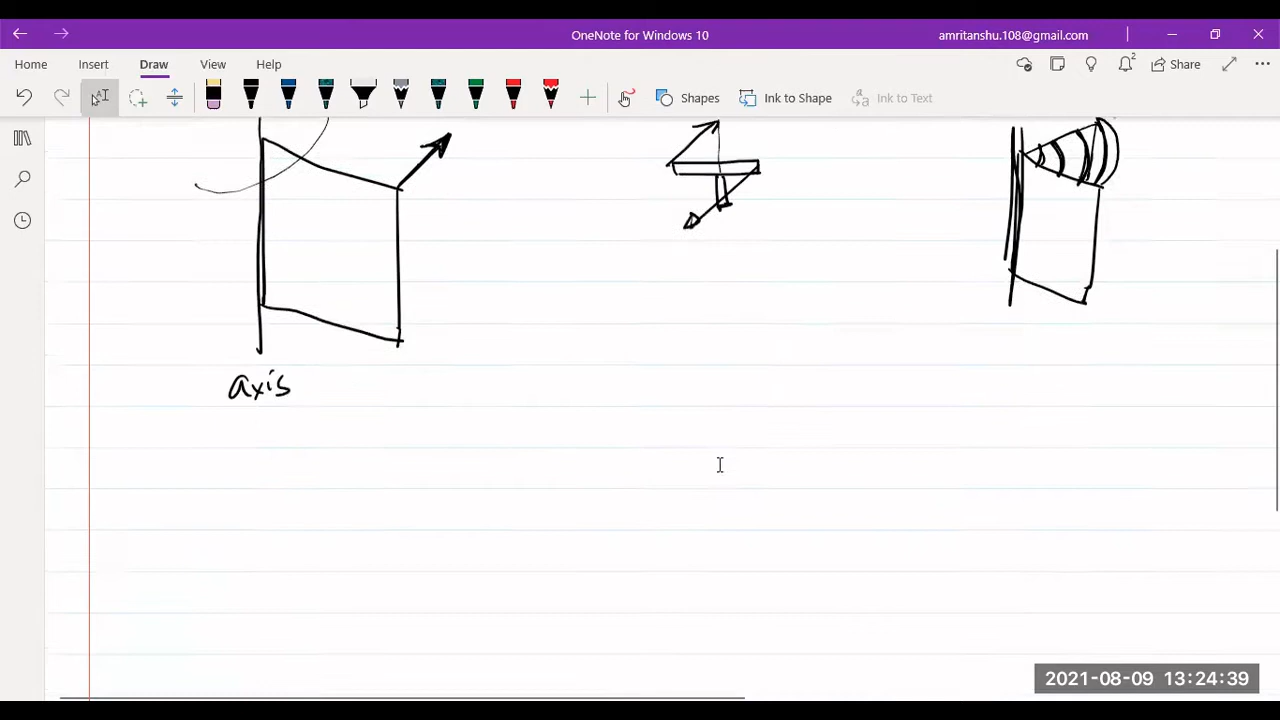 OneNote for Windows 10
amritanshu.108@gmail.com
Home Insert Draw View Help
2
Share
Shapes
Ink to Shape
Ink to Text
axis
2021-08-09 13:24:39